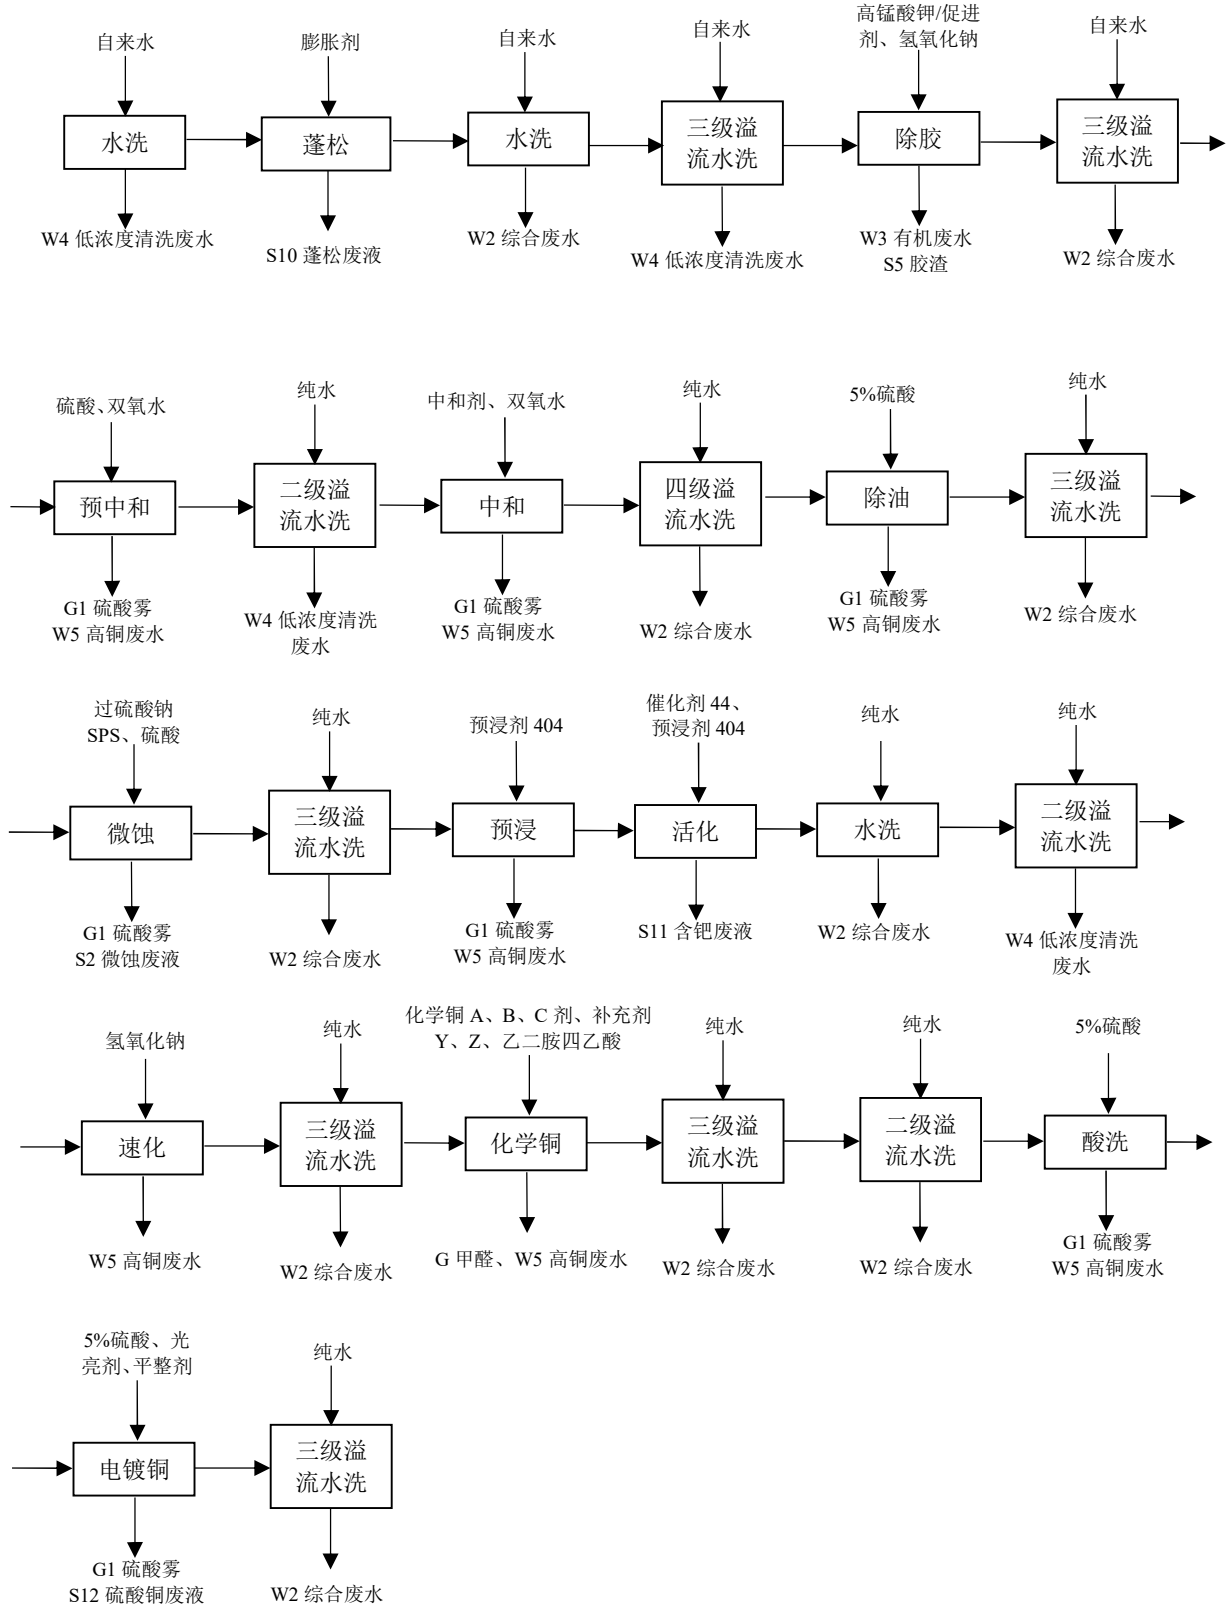 自来水
膨胀剂
自来水
自来水
高锰酸钾/促进
剂、氢氧化钠
自来水
水洗
蓬松
水洗
三级溢
流水洗
除胶
三级溢
流水洗
W4 低浓度清洗废水
S10 蓬松废液
W2 综合废水
W4 低浓度清洗废水
W3 有机废水
S5 胶渣
W2 综合废水
硫酸、双氧水
纯水
中和剂、双氧水
纯水
5%硫酸
纯水
预中和
二级溢
流水洗
中和
四级溢
流水洗
除油
三级溢
流水洗
G1 硫酸雾
W5 高铜废水
W4 低浓度清洗
废水
G1 硫酸雾
W5 高铜废水
W2 综合废水
G1 硫酸雾
W5 高铜废水
W2 综合废水
过硫酸钠
SPS、硫酸
纯水
预浸剂 404
催化剂 44、
预浸剂 404
纯水
纯水
微蚀
三级溢
流水洗
预浸
活化
水洗
二级溢
流水洗
G1 硫酸雾
S2 微蚀废液
W2 综合废水
G1 硫酸雾
W5 高铜废水
S11 含钯废液
W2 综合废水
W4 低浓度清洗
废水
氢氧化钠
纯水
化学铜 A、B、C 剂、补充剂
Y、Z、乙二胺四乙酸
纯水
纯水
5%硫酸
速化
三级溢
流水洗
化学铜
三级溢
流水洗
二级溢
流水洗
酸洗
W5 高铜废水
W2 综合废水
G 甲醛、W5 高铜废水
W2 综合废水
W2 综合废水
G1 硫酸雾
W5 高铜废水
5%硫酸、光
亮剂、平整剂
纯水
电镀铜
三级溢
流水洗
G1 硫酸雾
S12 硫酸铜废液
W2 综合废水